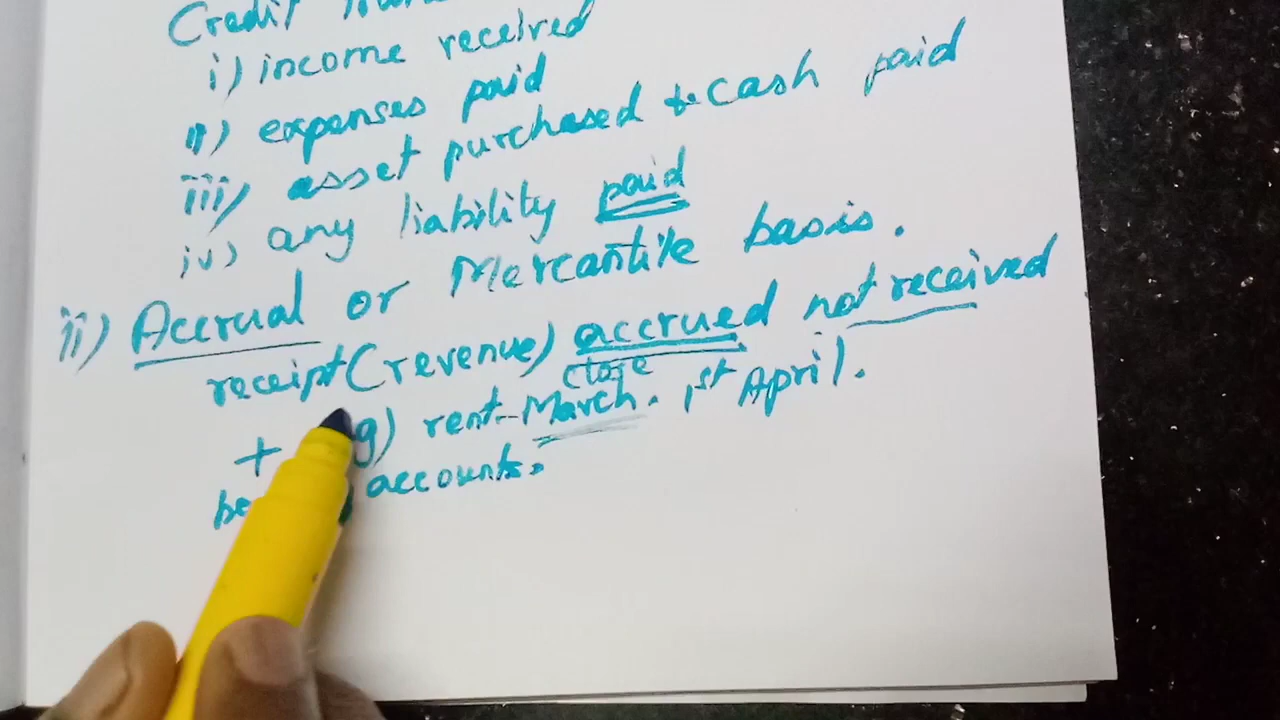 Credit
i) income received
ii) expenses paid
iii) asset purchased & cash paid
iv) any liability paid
ii) Accrual or Mercantile basis.
receipt (revenue) accrued not received
close
+ rent - March. 1st April.
accounts.